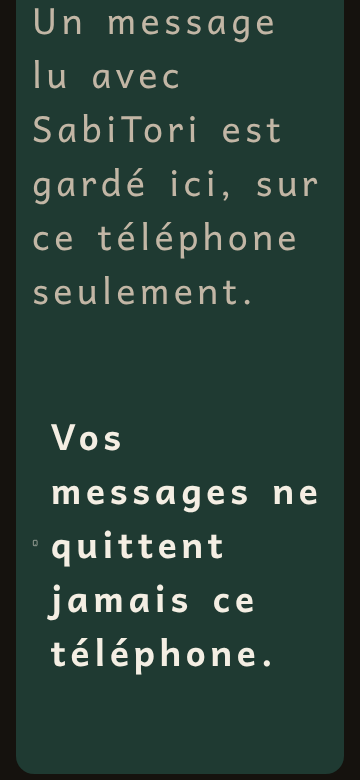 Un message
lu avec
SabiTori est
gardé ici, sur
ce téléphone
seulement.
Vos
messages ne
quittent
jamais ce
téléphone.